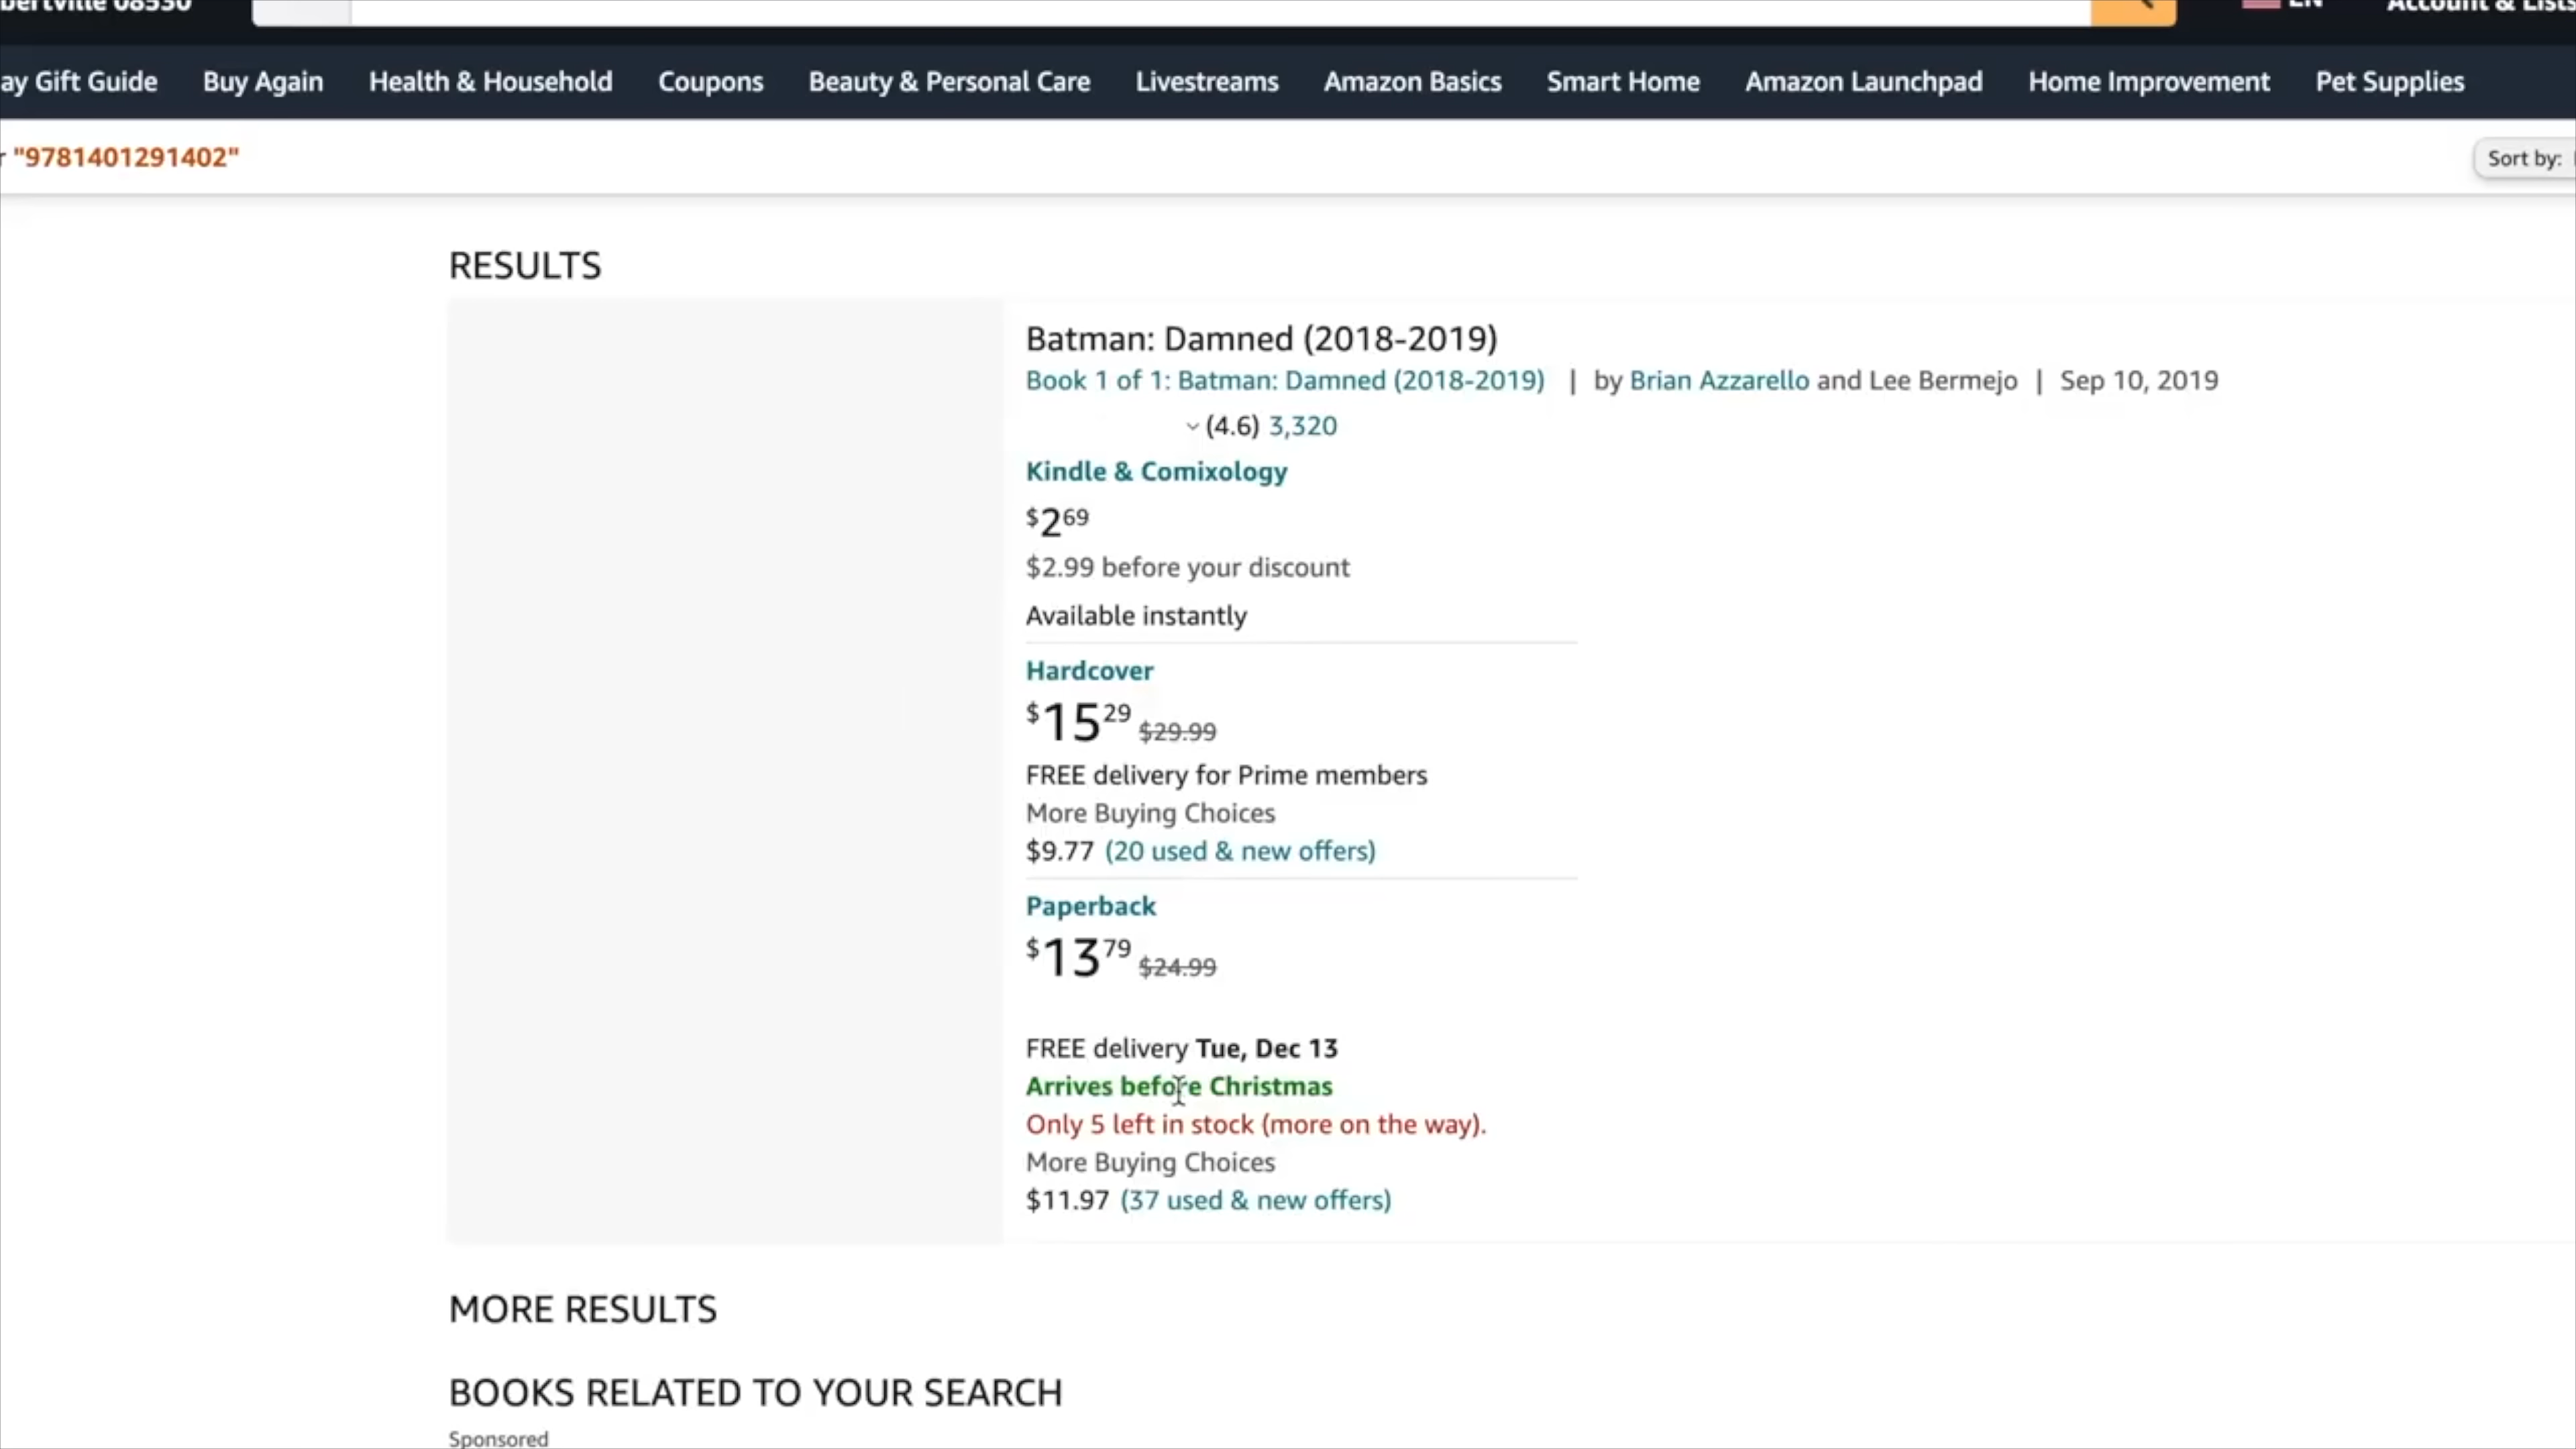 08530
EN
Account & Lists
ay Gift Guide Buy Again Health & Household Coupons Beauty & Personal Care Livestreams Amazon Basics Smart Home Amazon Launchpad Home Improvement Pet Supplies
r "9781401291402"
Sort by:
RESULTS
Batman: Damned (2018-2019)
Book 1 of 1: Batman: Damned (2018-2019) | by Brian Azzarello and Lee Bermejo | Sep 10, 2019
(4.6) 3,320
Kindle & Comixology
$2 69
$2.99 before your discount
Available instantly
Hardcover
$15 29 $29.99
FREE delivery for Prime members
More Buying Choices
$9.77 (20 used & new offers)
Paperback
$13 79 $24.99
FREE delivery Tue, Dec 13
Arrives before Christmas
Only 5 left in stock (more on the way).
More Buying Choices
$11.97 (37 used & new offers)
MORE RESULTS
BOOKS RELATED TO YOUR SEARCH
Sponsored